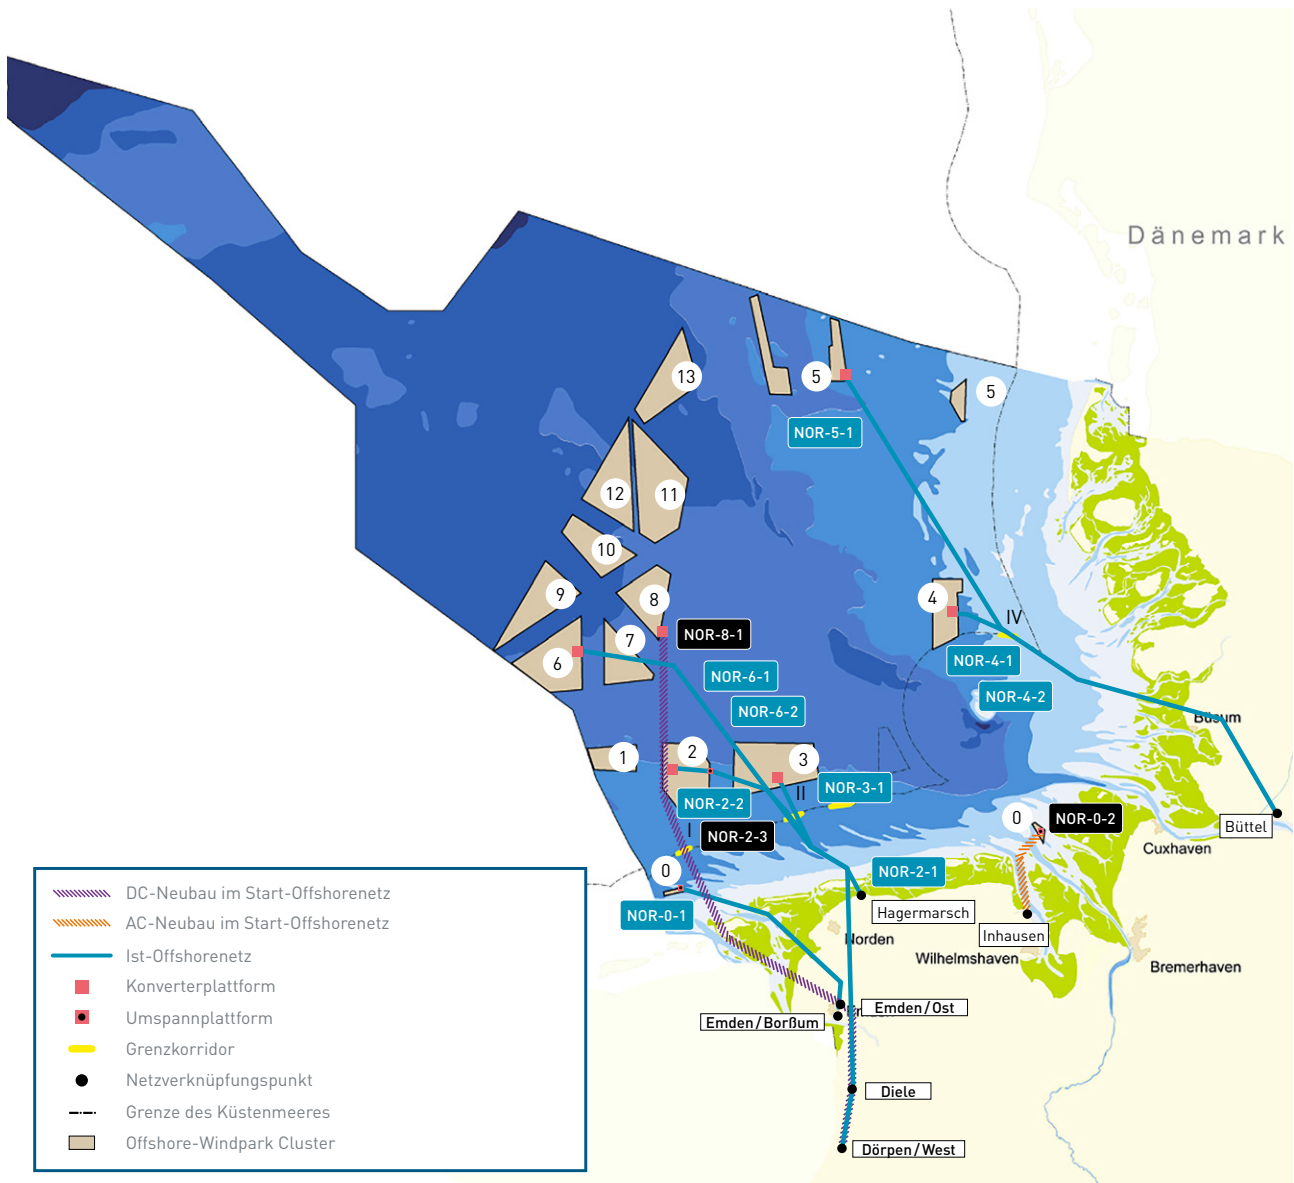 Dänemark
13
5
5
NOR-5-1
12
11
10
9
8
4
IV
7
NOR-8-1
6
NOR-4-1
NOR-6-1
NOR-4-2
NOR-6-2
Büsum
1
2
3
II
NOR-3-1
NOR-2-2
0
NOR-0-2
Büttel
I
NOR-2-3
Cuxhaven
0
NOR-2-1
NOR-0-1
Hagermarsch
Norden
Inhausen
Wilhelmshaven
Bremerhaven
Emden/Ost
Emden/Borßum
Diele
Dörpen/West
DC-Neubau im Start-Offshorenetz
AC-Neubau im Start-Offshorenetz
Ist-Offshorenetz
Konverterplattform
Umspannplattform
Grenzkorridor
Netzverknüpfungspunkt
Grenze des Küstenmeeres
Offshore-Windpark Cluster